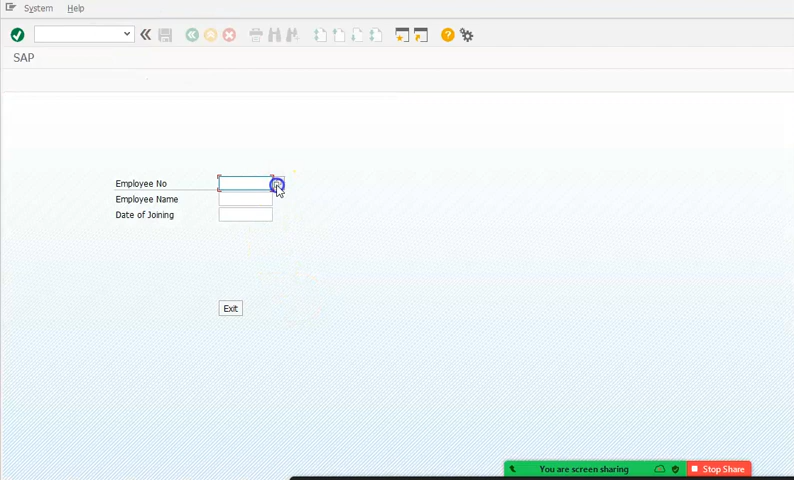 System Help
SAP
Employee No
Employee Name
Date of Joining
Exit
You are screen sharing Stop Share